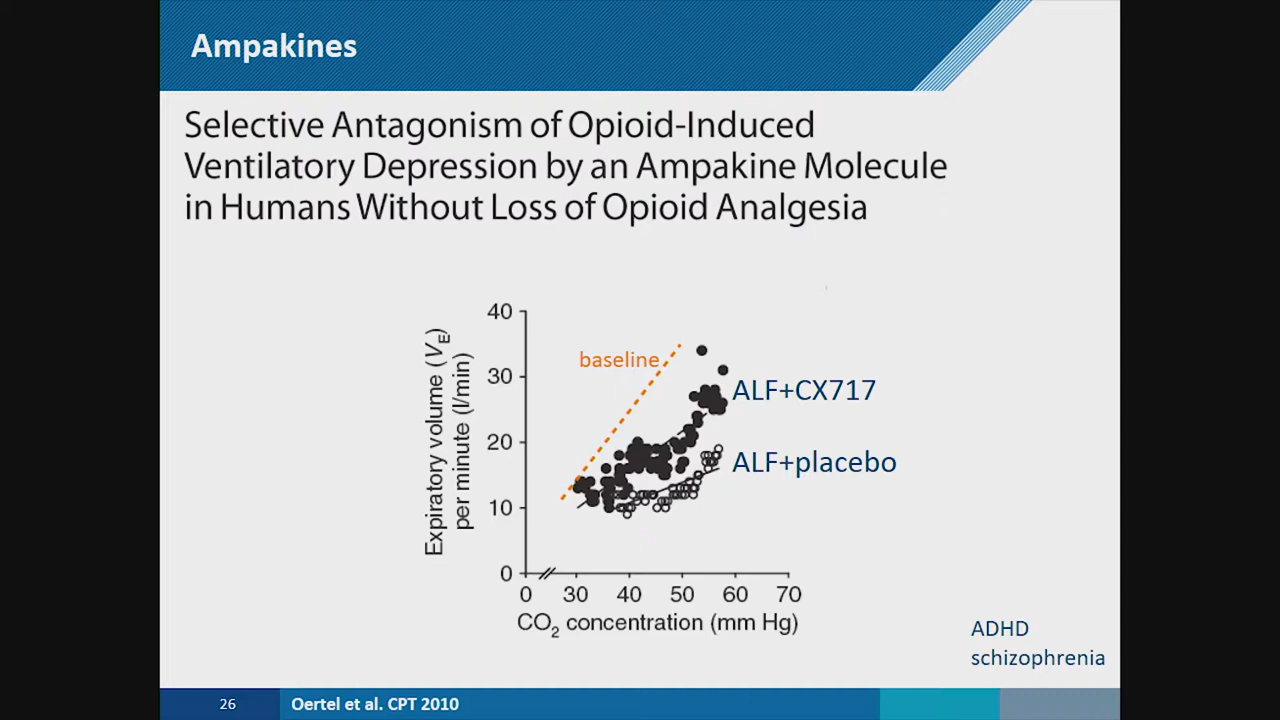 Ampakines
Selective Antagonism of Opioid-Induced
Ventilatory Depression by an Ampakine Molecule
in Humans Without Loss of Opioid Analgesia
Expiratory volume (VE)
per minute (l/min)
40
30
20
10
0
baseline
ALF+CX717
ALF+placebo
0 30 40 50 60 70
CO2 concentration (mm Hg)
ADHD
schizophrenia
26
Oertel et al. CPT 2010